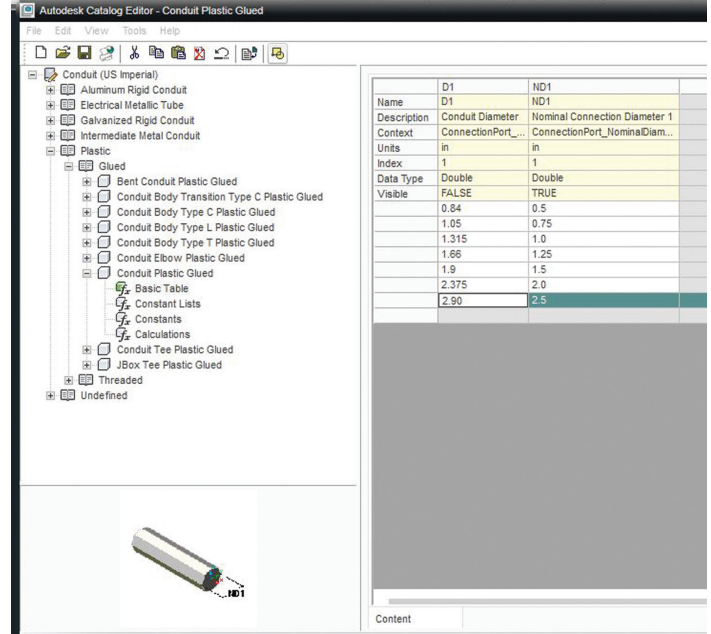 Autodesk Catalog Editor - Conduit Plastic Glued
File Edit View Tools Help
Conduit (US Imperial)
Aluminum Rigid Conduit
Electrical Metallic Tube
Galvanized Rigid Conduit
Intermediate Metal Conduit
Plastic
Glued
Bent Conduit Plastic Glued
Conduit Body Transition Type C Plastic Glued
Conduit Body Type C Plastic Glued
Conduit Body Type L Plastic Glued
Conduit Body Type T Plastic Glued
Conduit Elbow Plastic Glued
Conduit Plastic Glued
Basic Table
Constant Lists
Constants
Calculations
Conduit Tee Plastic Glued
JBox Tee Plastic Glued
Threaded
Undefined
ND1
D1 ND1
Name D1 ND1
Description Conduit Diameter Nominal Connection Diameter 1
Context ConnectionPort_... ConnectionPort_NominalDiam...
Units in in
Index 1 1
Data Type Double Double
Visible FALSE TRUE
0.84 0.5
1.05 0.75
1.315 1.0
1.66 1.25
1.9 1.5
2.375 2.0
2.90 2.5
Content